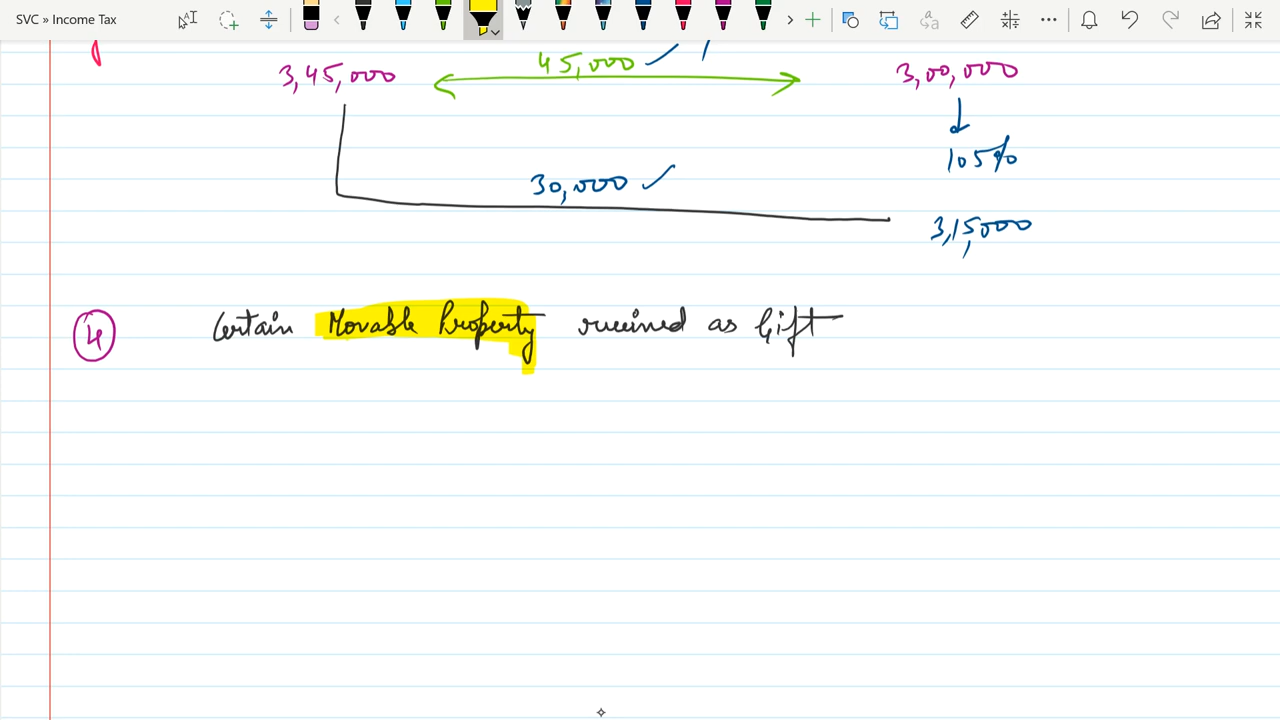 SVC » Income Tax
45,000 ✓
3,45,000 3,00,000
105%
30,000 ✓
3,15,000
4 Certain Movable Property received as Gift